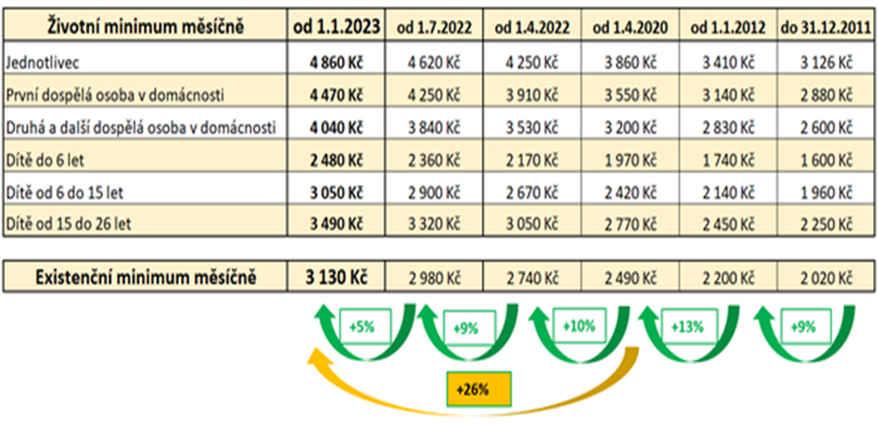 Životní minimum měsíčně od 1.1.2023 od 1.7.2022 od 1.4.2022 od 1.4.2020 od 1.1.2012 do 31.12.2011
Jednotlivec 4 860 Kč 4 620 Kč 4 250 Kč 3 860 Kč 3 410 Kč 3 126 Kč
První dospělá osoba v domácnosti 4 470 Kč 4 250 Kč 3 910 Kč 3 550 Kč 3 140 Kč 2 880 Kč
Druhá a další dospělá osoba v domácnosti 4 040 Kč 3 840 Kč 3 530 Kč 3 200 Kč 2 830 Kč 2 600 Kč
Dítě do 6 let 2 480 Kč 2 360 Kč 2 170 Kč 1 970 Kč 1 740 Kč 1 600 Kč
Dítě od 6 do 15 let 3 050 Kč 2 900 Kč 2 670 Kč 2 420 Kč 2 140 Kč 1 960 Kč
Dítě od 15 do 26 let 3 490 Kč 3 320 Kč 3 050 Kč 2 770 Kč 2 450 Kč 2 250 Kč
Existenční minimum měsíčně 3 130 Kč 2 980 Kč 2 740 Kč 2 490 Kč 2 200 Kč 2 020 Kč
+5% +9% +10% +13% +9%
+26%